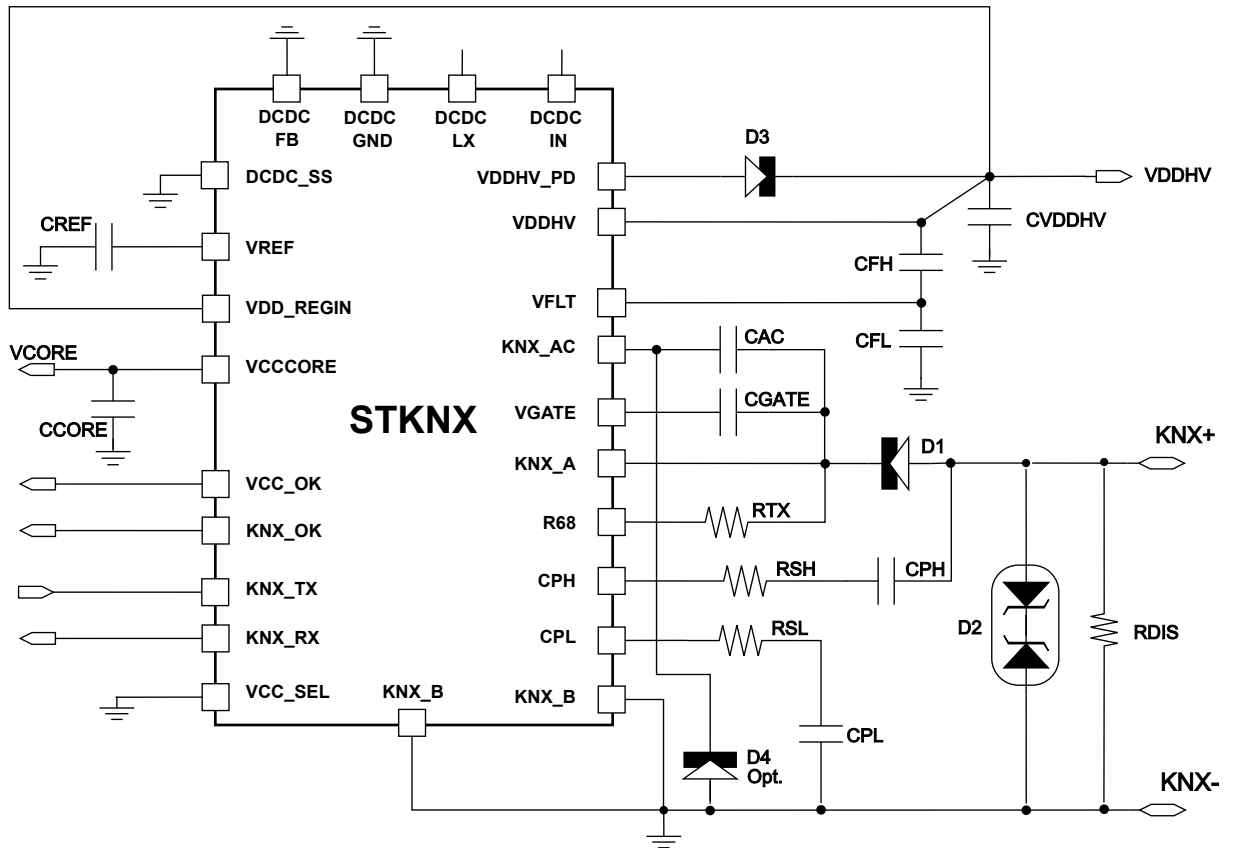 DCDC
FB
DCDC
GND
DCDC
LX
DCDC
IN
DCDC_SS
VREF
VDD_REGIN
VCCCORE
VCC_OK
KNX_OK
KNX_TX
KNX_RX
VCC_SEL
KNX_B
STKNX
VDDHV_PD
VDDHV
VFLT
KNX_AC
VGATE
KNX_A
R68
CPH
CPL
KNX_B
CREF
VCORE
CCORE
D3
VDDHV
CVDDHV
CFH
CFL
CAC
CGATE
D1
KNX+
RTX
RSH
CPH
RSL
D2
RDIS
CPL
D4
Opt.
KNX-